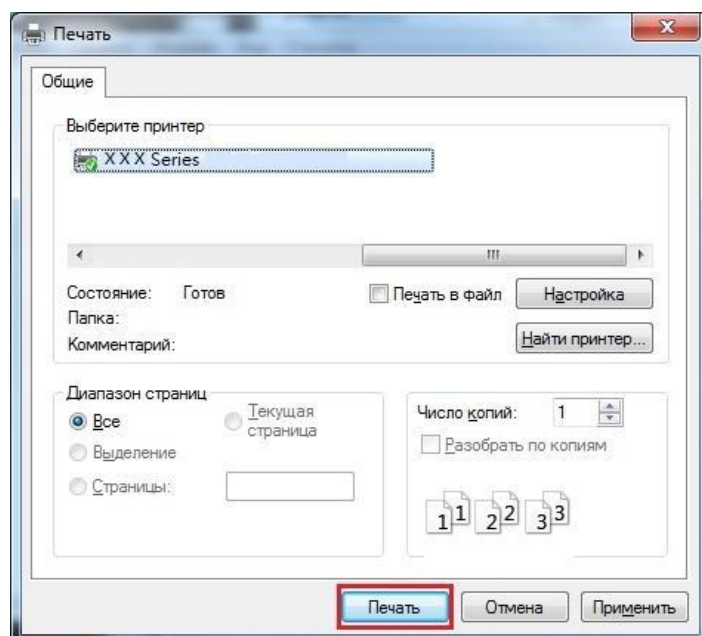 Печать
Общие
Выберите принтер
X X X Series
Состояние: Готов
Печать в файл
Настройка
Папка:
Комментарий:
Найти принтер...
Диапазон страниц
Все
Текущая
страница
Выделение
Страницы:
Число копий: 1
Разобрать по копиям
1 1 2 2 3 3
Печать Отмена Применить